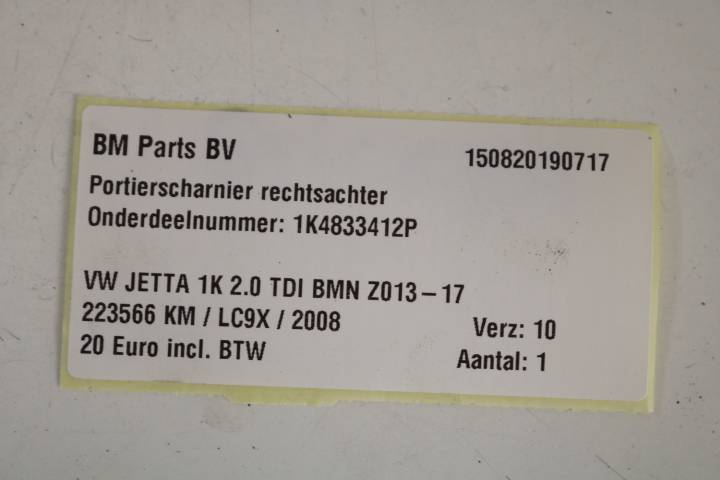 BM Parts BV 150820190717
Portierscharnier rechtsachter
Onderdeelnummer: 1K4833412P
VW JETTA 1K 2.0 TDI BMN Z013-17
223566 KM / LC9X / 2008 Verz: 10
20 Euro incl. BTW Aantal: 1